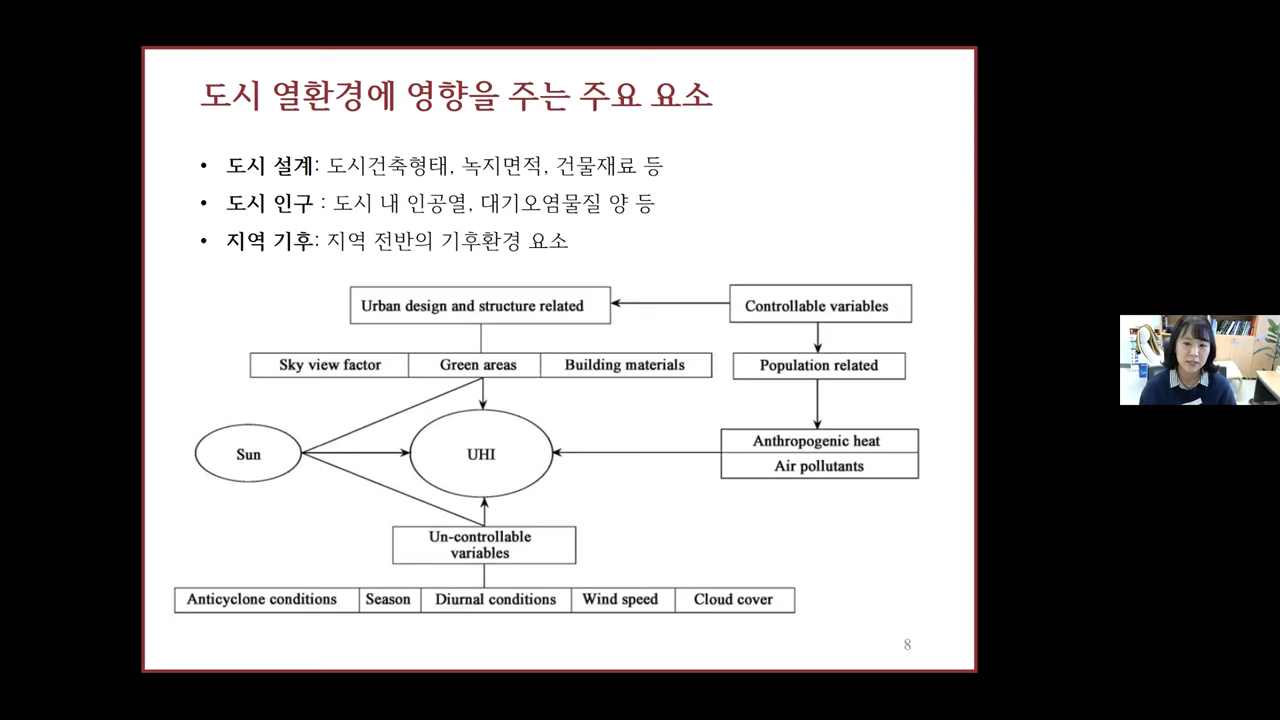 도시 열환경에 영향을 주는 주요 요소
• 도시 설계: 도시건축형태, 녹지면적, 건물재료 등
• 도시 인구 : 도시 내 인공열, 대기오염물질 양 등
• 지역 기후: 지역 전반의 기후환경 요소
Urban design and structure related
Controllable variables
Sky view factor
Green areas
Building materials
Population related
Sun
UHI
Anthropogenic heat
Air pollutants
Un-controllable
variables
Anticyclone conditions
Season
Diurnal conditions
Wind speed
Cloud cover
8